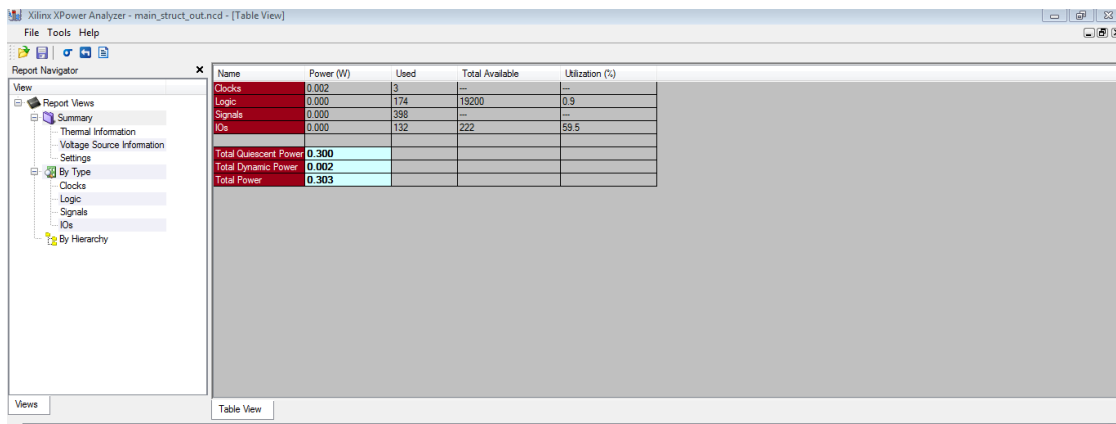 Xilinx XPower Analyzer - main_struct_out.ncd - [Table View]
File Tools Help
Report Navigator
View
Report Views
Summary
Thermal Information
Voltage Source Information
Settings
By Type
Clocks
Logic
Signals
IOs
By Hierarchy
Views
Name Power (W) Used Total Available Utilization (%)
Clocks 0.002 3 --- ---
Logic 0.000 174 19200 0.9
Signals 0.000 398 --- ---
IOs 0.000 132 222 59.5
Total Quiescent Power 0.300
Total Dynamic Power 0.002
Total Power 0.303
Table View